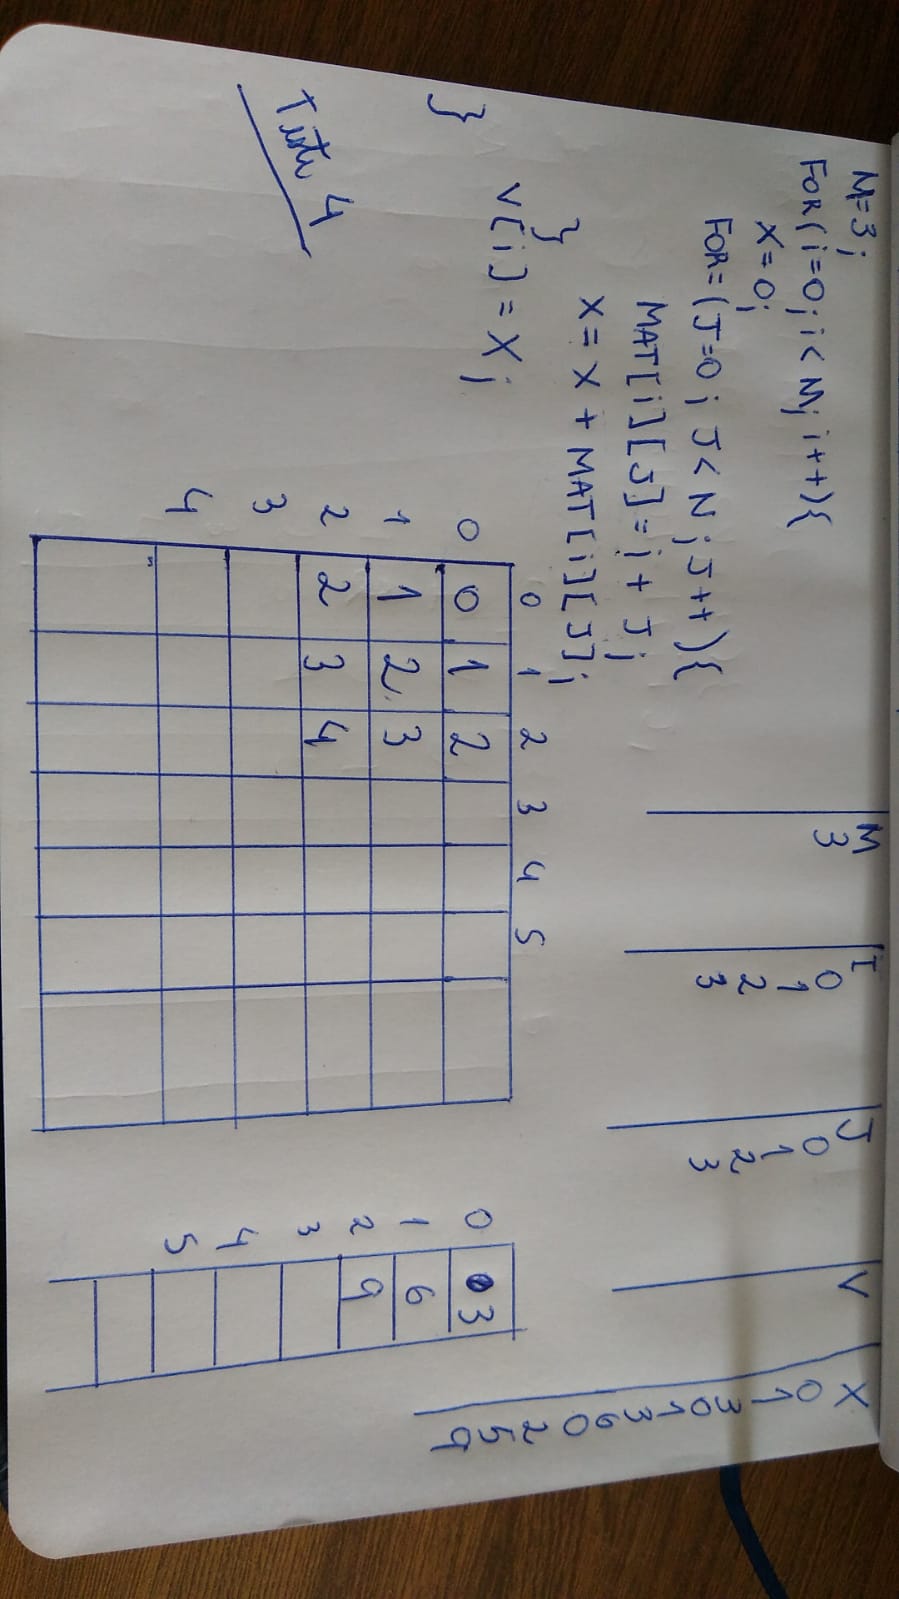 M=3;
FOR(i=0;i<M;i++){
X=0;
FOR=(J=0;J<N;J++){
MAT[i][J]=i+J;
X=X+MAT[i][J];
}
V[i]=X;
}
Teste 4
M I J V X
3
0 1 2 3
0 1 2 3
0 1 3 0 1 3 6 0 2 5 9
0 1 2 3 4 5
0 0 1 2
1 1 2 3
2 2 3 4
3
4
0 3
1 6
2 9
3
4
5